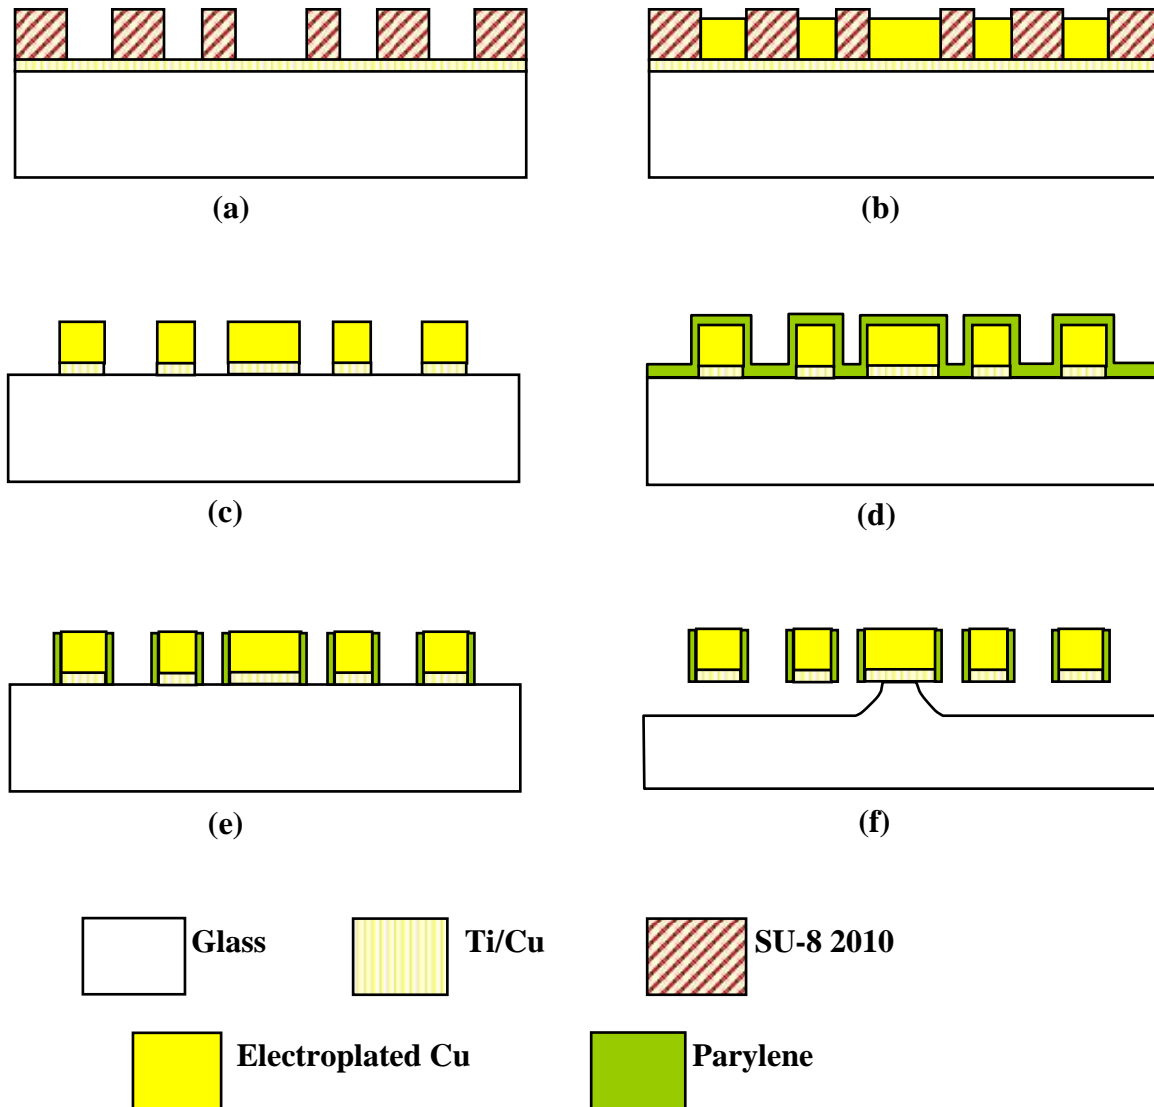 (a)
(b)
(c)
(d)
(e)
(f)
Glass
Ti/Cu
SU-8 2010
Electroplated Cu
Parylene